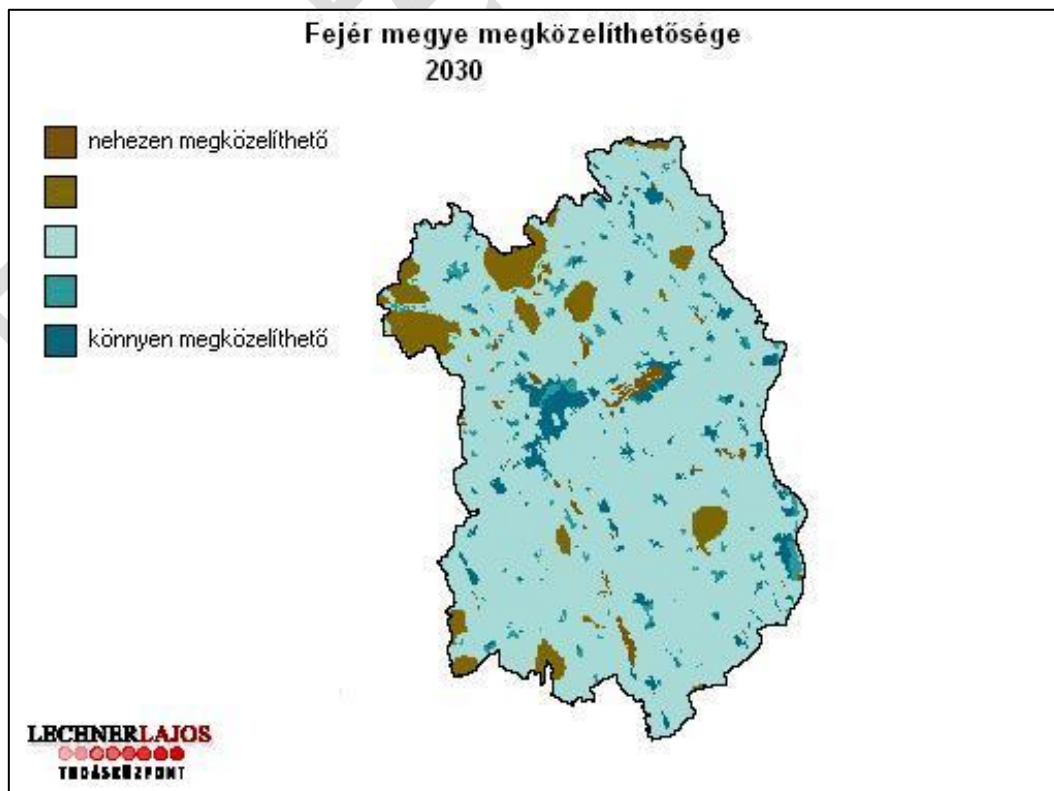 Fejér megye megközelíthetősége
2030
nehezen megközelíthető
könnyen megközelíthető
LECHNERLAJOS
TUDÁSKÖZPONT